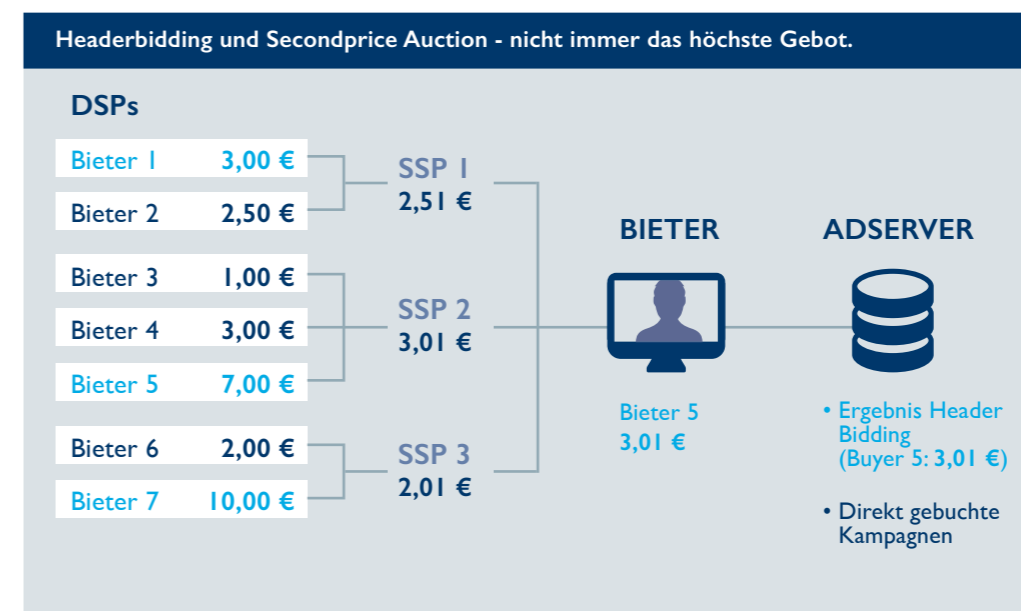 Headerbidding und Secondprice Auction - nicht immer das höchste Gebot.
DSPs
Bieter 1 3,00 €
Bieter 2 2,50 €
Bieter 3 1,00 €
Bieter 4 3,00 €
Bieter 5 7,00 €
Bieter 6 2,00 €
Bieter 7 10,00 €
SSP 1
2,51 €
SSP 2
3,01 €
SSP 3
2,01 €
BIETER
Bieter 5
3,01 €
ADSERVER
• Ergebnis Header
Bidding
(Buyer 5: 3,01 €)
• Direkt gebuchte
Kampagnen